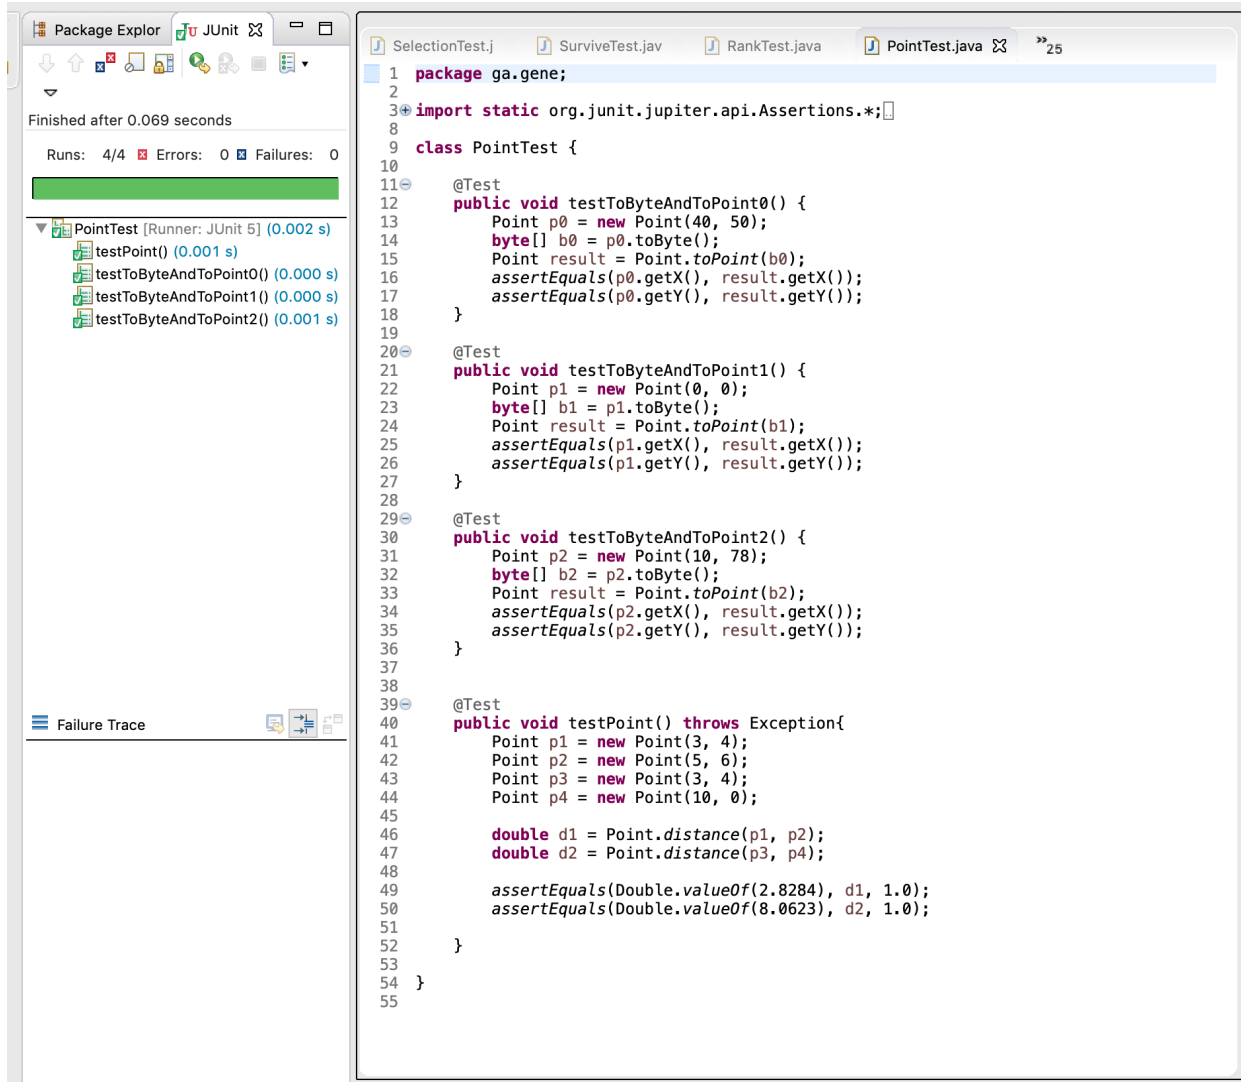 Package Explor
JUnit
Finished after 0.069 seconds
Runs: 4/4 Errors: 0 Failures: 0
PointTest [Runner: JUnit 5] (0.002 s)
testPoint() (0.001 s)
testToByteAndToPoint0() (0.000 s)
testToByteAndToPoint1() (0.000 s)
testToByteAndToPoint2() (0.001 s)
Failure Trace
SelectionTest.j SurviveTest.jav RankTest.java PointTest.java »25
1 package ga.gene;
2
3 import static org.junit.jupiter.api.Assertions.*;
8
9 class PointTest {
10
11 @Test
12 public void testToByteAndToPoint0() {
13 Point p0 = new Point(40, 50);
14 byte[] b0 = p0.toByte();
15 Point result = Point.toPoint(b0);
16 assertEquals(p0.getX(), result.getX());
17 assertEquals(p0.getY(), result.getY());
18 }
19
20 @Test
21 public void testToByteAndToPoint1() {
22 Point p1 = new Point(0, 0);
23 byte[] b1 = p1.toByte();
24 Point result = Point.toPoint(b1);
25 assertEquals(p1.getX(), result.getX());
26 assertEquals(p1.getY(), result.getY());
27 }
28
29 @Test
30 public void testToByteAndToPoint2() {
31 Point p2 = new Point(10, 78);
32 byte[] b2 = p2.toByte();
33 Point result = Point.toPoint(b2);
34 assertEquals(p2.getX(), result.getX());
35 assertEquals(p2.getY(), result.getY());
36 }
37
38
39 @Test
40 public void testPoint() throws Exception{
41 Point p1 = new Point(3, 4);
42 Point p2 = new Point(5, 6);
43 Point p3 = new Point(3, 4);
44 Point p4 = new Point(10, 0);
45
46 double d1 = Point.distance(p1, p2);
47 double d2 = Point.distance(p3, p4);
48
49 assertEquals(Double.valueOf(2.8284), d1, 1.0);
50 assertEquals(Double.valueOf(8.0623), d2, 1.0);
51
52 }
53
54 }
55